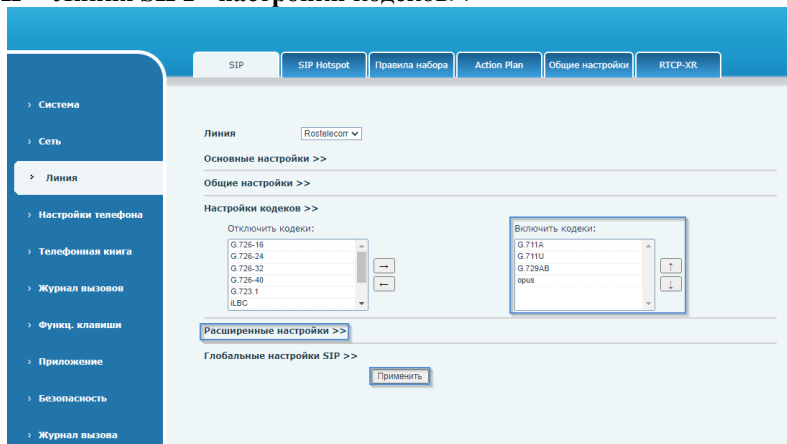 SIP
SIP Hotspot
Правила набора
Action Plan
Общие настройки
RTCP-XR
› Система
› Сеть
› Линия
› Настройки телефона
› Телефонная книга
› Журнал вызовов
› Функц. клавиши
› Приложение
› Безопасность
› Журнал вызова
Линия
Rostelecom
Основные настройки >>
Общие настройки >>
Настройки кодеков >>
Отключить кодеки:
G.726-16
G.726-24
G.726-32
G.726-40
G.723.1
iLBC
→
←
Включить кодеки:
G.711A
G.711U
G.729AB
opus
↑
↓
Расширенные настройки >>
Глобальные настройки SIP >>
Применить